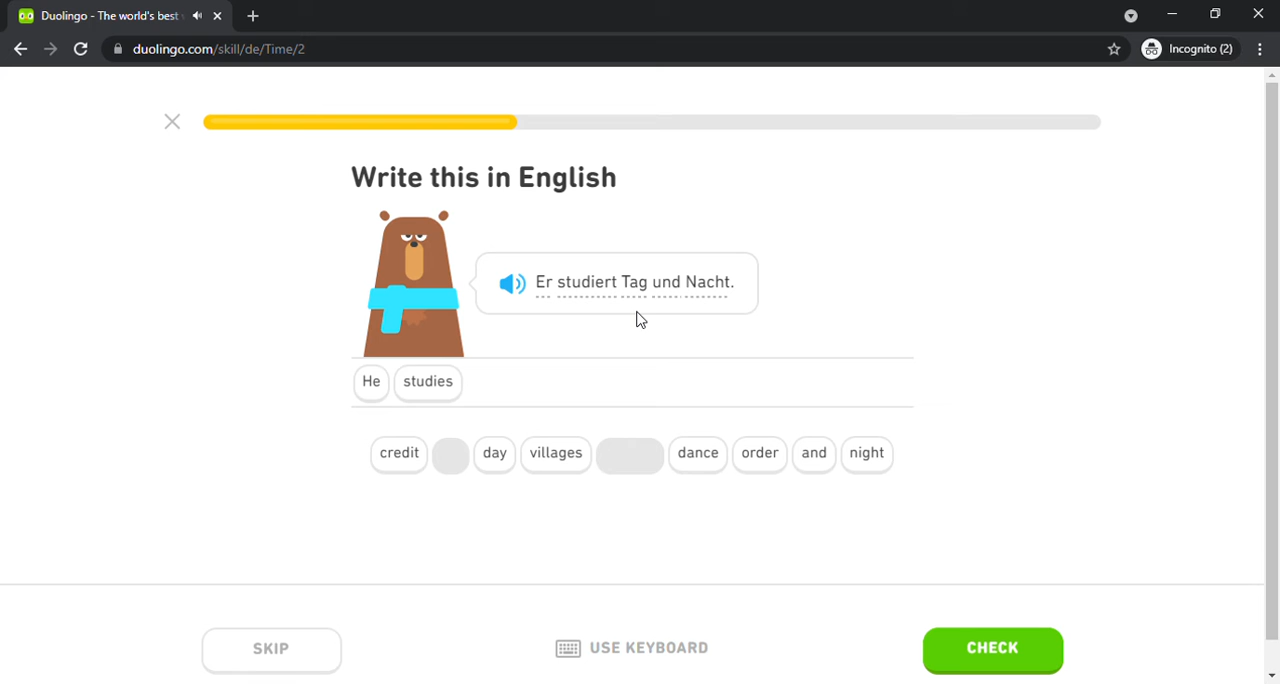 Duolingo - The world's best
duolingo.com/skill/de/Time/2
Incognito (2)
Write this in English
Er studiert Tag und Nacht.
He studies
credit day villages dance order and night
SKIP
USE KEYBOARD
CHECK